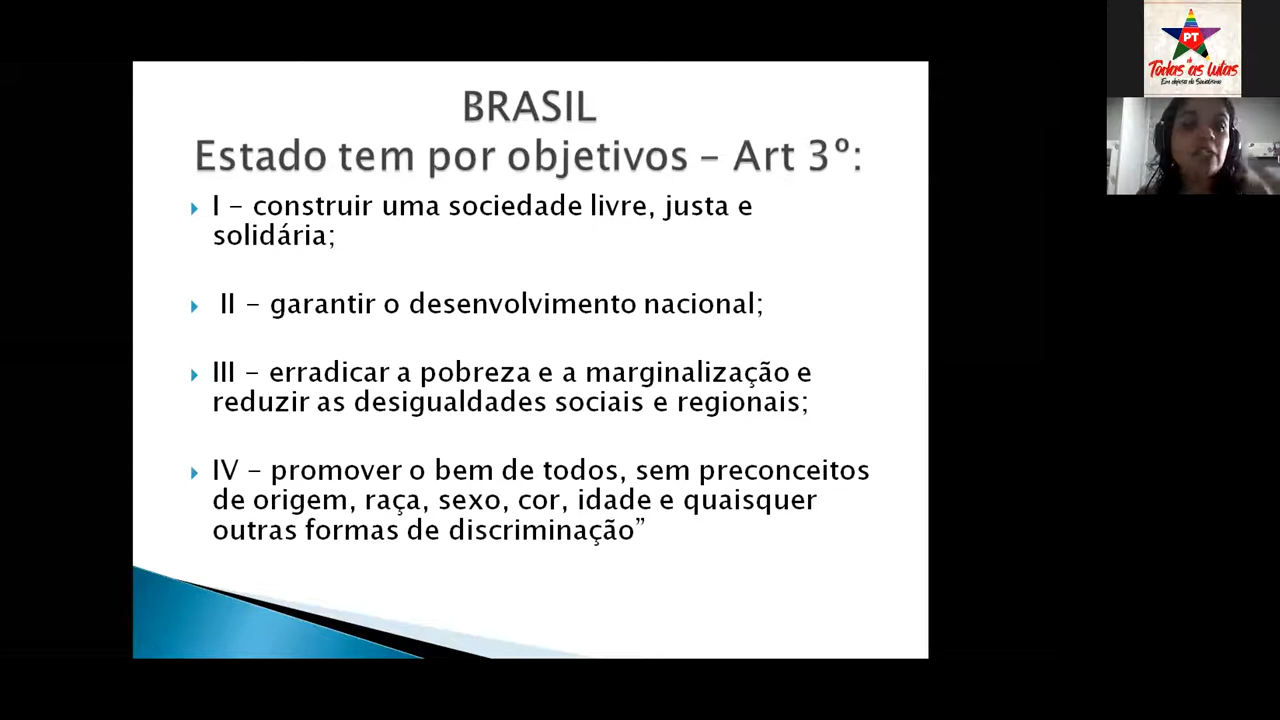 BRASIL
Estado tem por objetivos – Art 3º:
I – construir uma sociedade livre, justa e
solidária;
II – garantir o desenvolvimento nacional;
III – erradicar a pobreza e a marginalização e
reduzir as desigualdades sociais e regionais;
IV – promover o bem de todos, sem preconceitos
de origem, raça, sexo, cor, idade e quaisquer
outras formas de discriminação”
PT
de
Todas as lutas
Em defesa do Socialismo